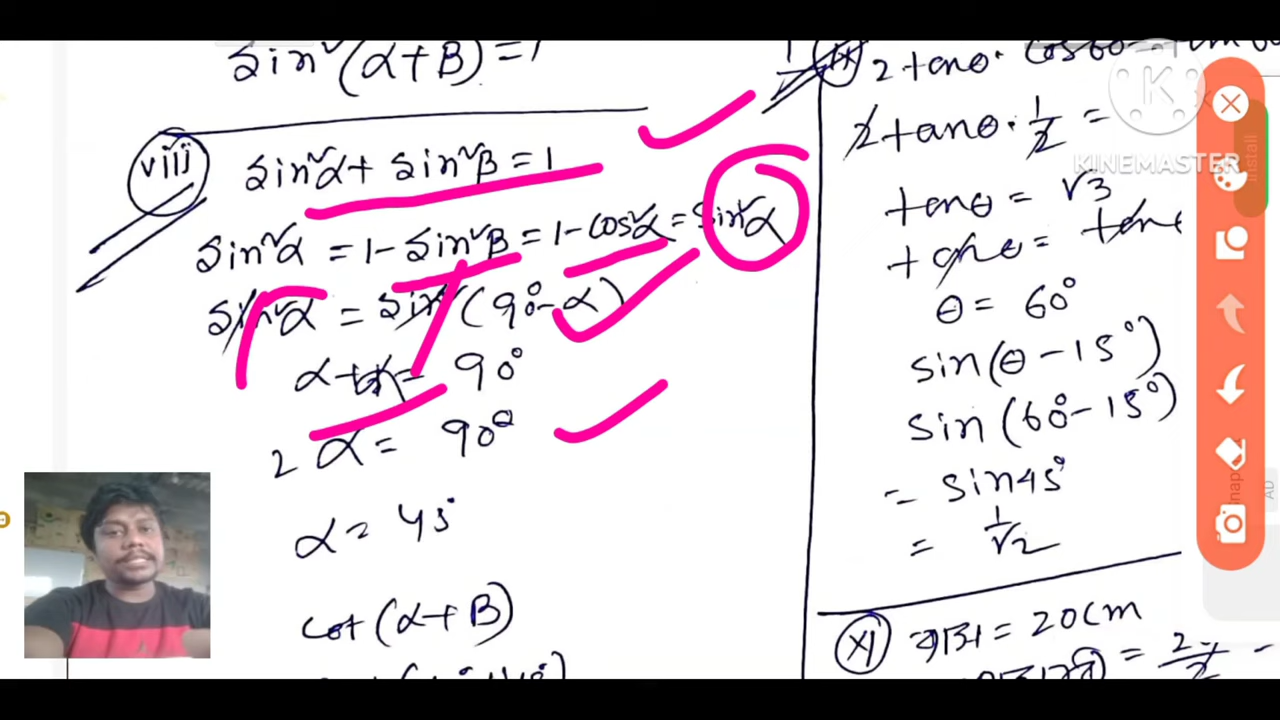 sin²(α+β)=1
viii
sin²α + sin²β = 1
sin²α = 1 - sin²β = 1 - cos²α = sin²α
sin²α = sin²(90° - α)
α + α = 90°
2α = 90°
α = 45°
cot(α+β)
2 tanθ · cos60
2 tanθ · 1/2 =
tanθ = √3
tanθ = tan
θ = 60°
sin(θ - 15°)
sin(60° - 15°)
= sin45°
= 1/√2
xi
ব্যাস = 20cm
K
KINEMASTER
Install
AD